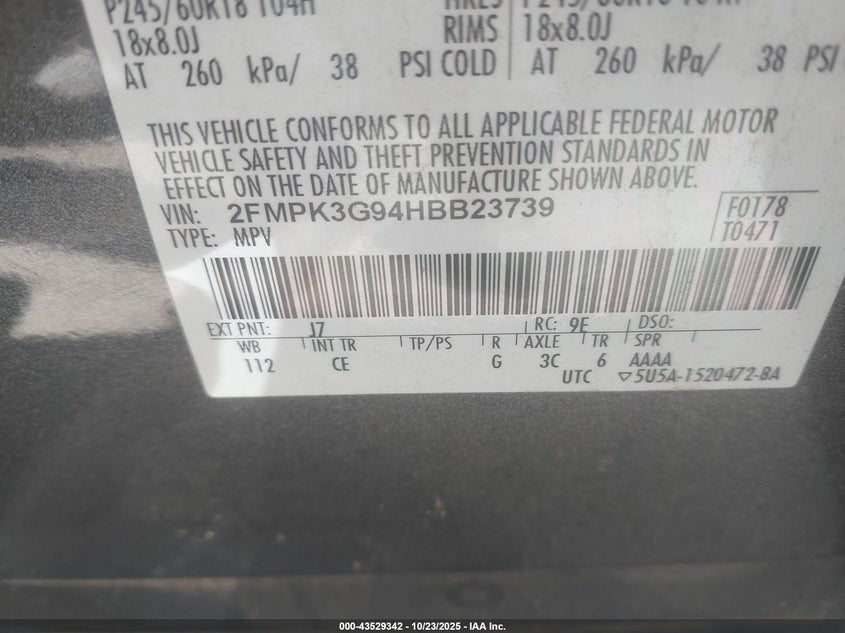 P245/60R18 104H
18x8.0J RIMS 18x8.0J
AT 260 kPa/ 38 PSI COLD AT 260 kPa/ 38 PSI
THIS VEHICLE CONFORMS TO ALL APPLICABLE FEDERAL MOTOR
VEHICLE SAFETY AND THEFT PREVENTION STANDARDS IN
EFFECT ON THE DATE OF MANUFACTURE SHOWN ABOVE.
VIN: 2FMPK3G94HBB23739 F0178
TYPE: MPV T0471
EXT PNT: J7 RC: 9E DSO:
WB INT TR TP/PS R AXLE TR SPR
112 CE G 3C 6 AAAA
UTC ▽5U5A-1520472-BA
000-43529342 | 10/23/2025 | IAA Inc.